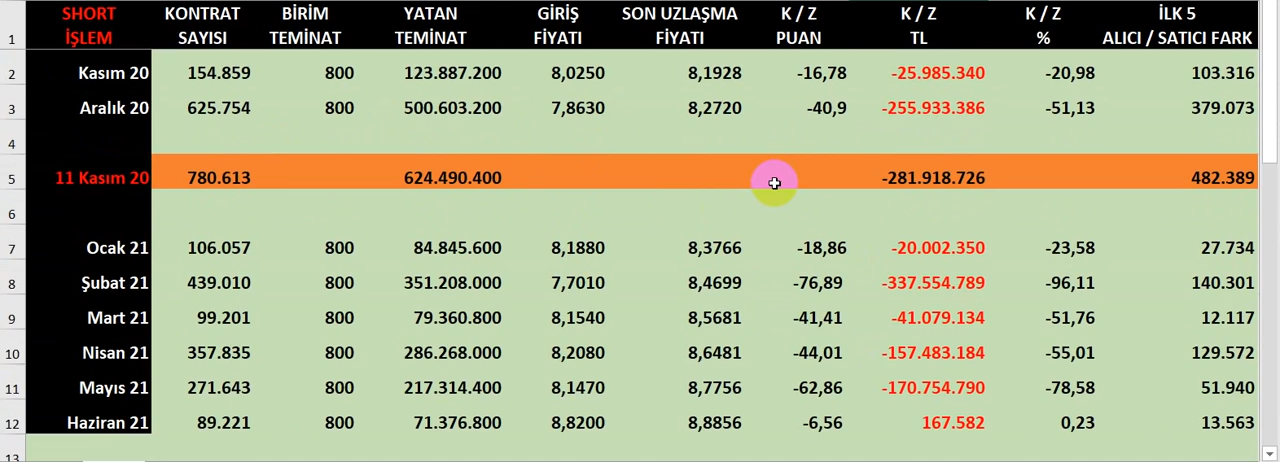 SHORT İŞLEM KONTRAT SAYISI BİRİM TEMİNAT YATAN TEMİNAT GİRİŞ FİYATI SON UZLAŞMA FİYATI K / Z PUAN K / Z TL K / Z % İLK 5 ALICI / SATICI FARK
1
2 Kasım 20 154.859 800 123.887.200 8,0250 8,1928 -16,78 -25.985.340 -20,98 103.316
3 Aralık 20 625.754 800 500.603.200 7,8630 8,2720 -40,9 -255.933.386 -51,13 379.073
4
5 11 Kasım 20 780.613 624.490.400 -281.918.726 482.389
6
7 Ocak 21 106.057 800 84.845.600 8,1880 8,3766 -18,86 -20.002.350 -23,58 27.734
8 Şubat 21 439.010 800 351.208.000 7,7010 8,4699 -76,89 -337.554.789 -96,11 140.301
9 Mart 21 99.201 800 79.360.800 8,1540 8,5681 -41,41 -41.079.134 -51,76 12.117
10 Nisan 21 357.835 800 286.268.000 8,2080 8,6481 -44,01 -157.483.184 -55,01 129.572
11 Mayıs 21 271.643 800 217.314.400 8,1470 8,7756 -62,86 -170.754.790 -78,58 51.940
12 Haziran 21 89.221 800 71.376.800 8,8200 8,8856 -6,56 167.582 0,23 13.563
13